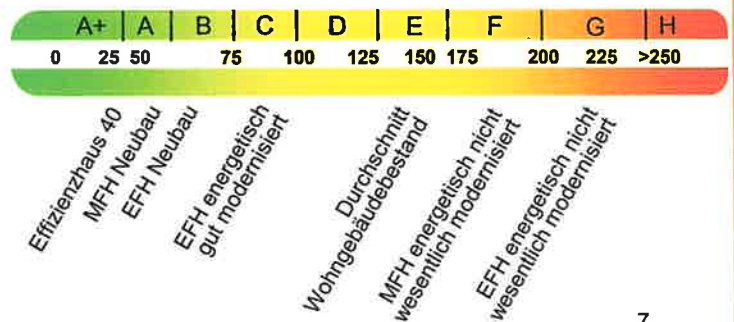 A+ | A | B | C | D | E | F | G | H
0 25 50 75 100 125 150 175 200 225 >250
Effizienzhaus 40
MFH Neubau
EFH Neubau
EFH energetisch
gut modernisiert
Durchschnitt
Wohngebäudebestand
MFH energetisch nicht
wesentlich modernisiert
EFH energetisch nicht
wesentlich modernisiert
7